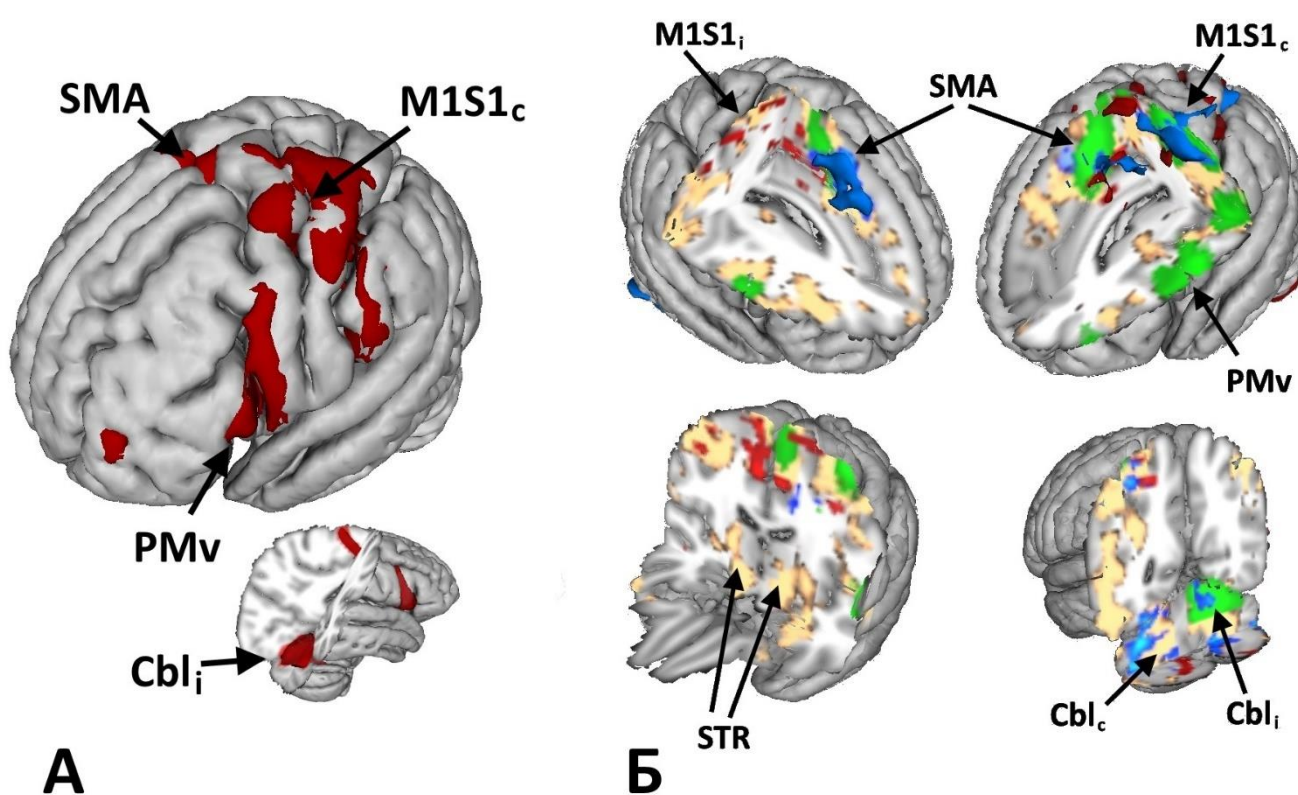 SMA
M1S1c
PMv
Cbli
А
M1S1i
SMA
M1S1c
PMv
STR
Cblc
Cbli
Б